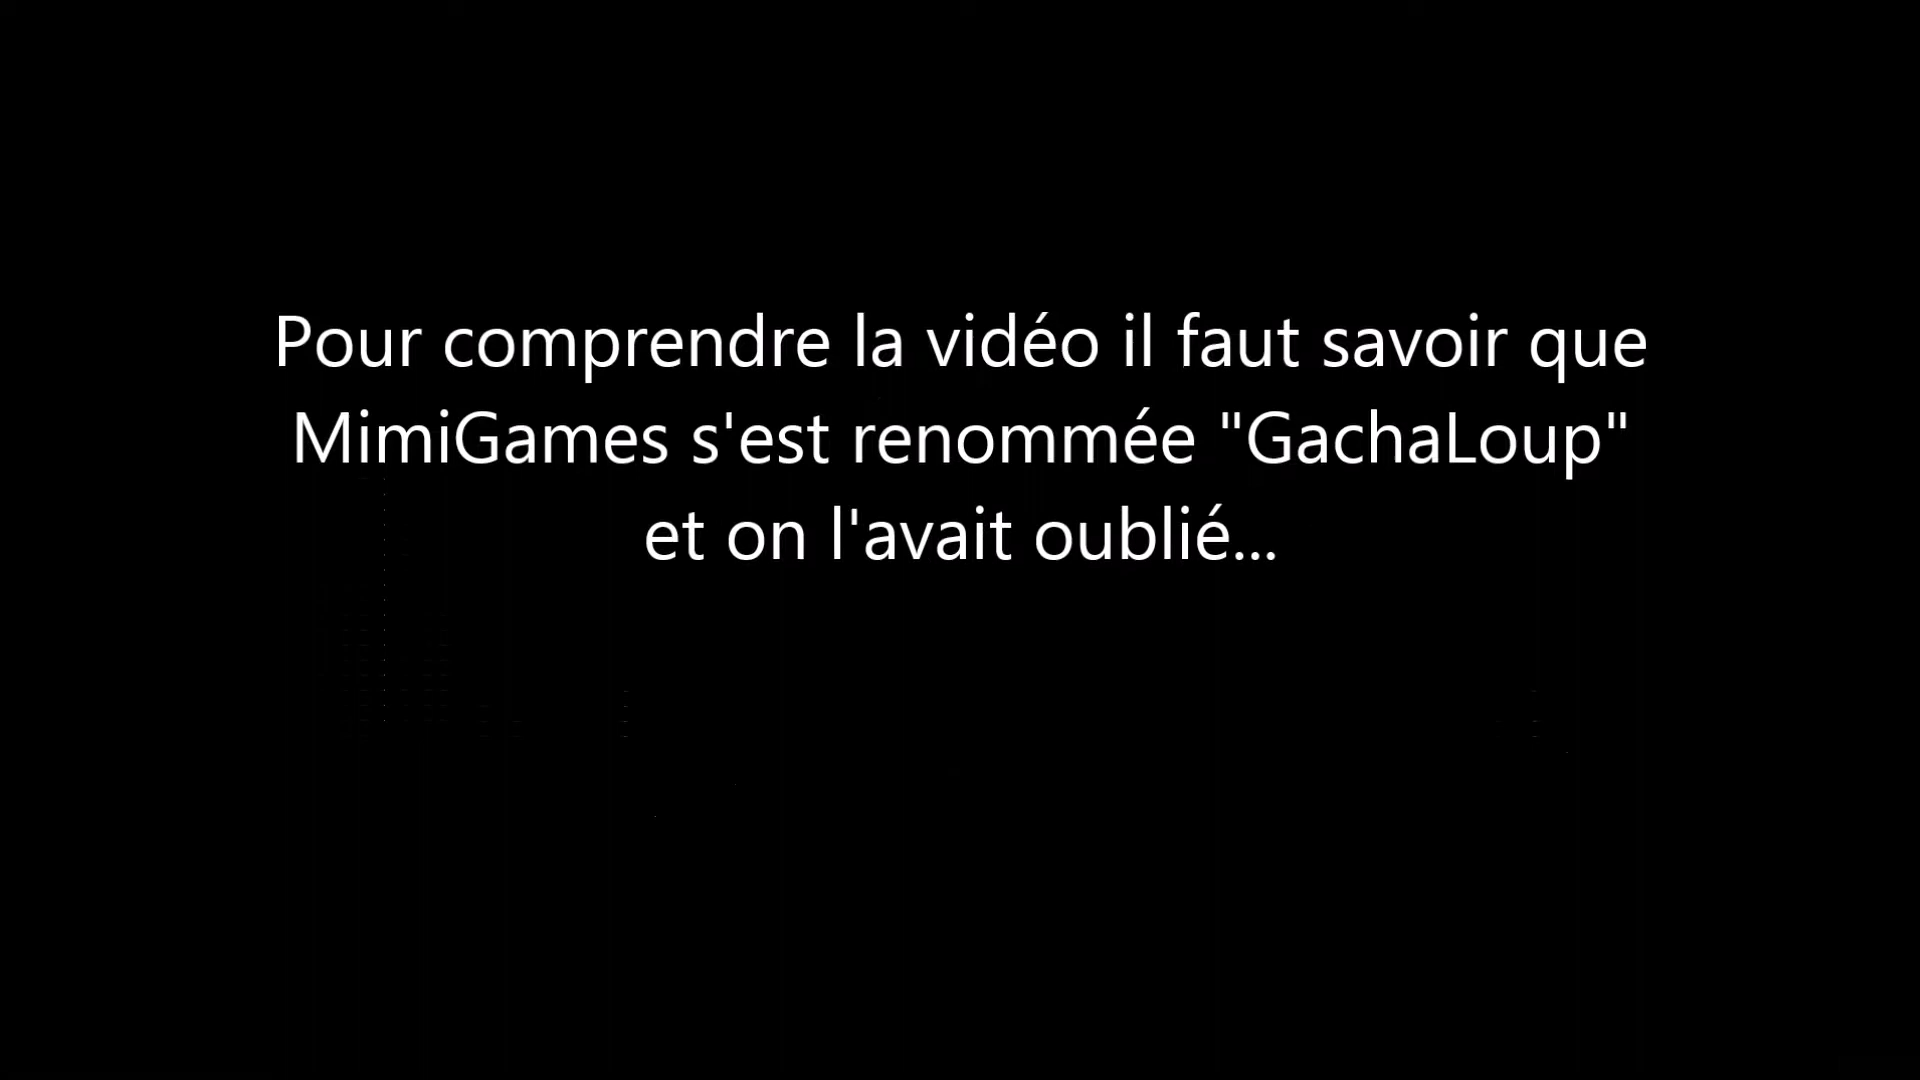 Pour comprendre la vidéo il faut savoir que
MimiGames s'est renommée "GachaLoup"
et on l'avait oublié...